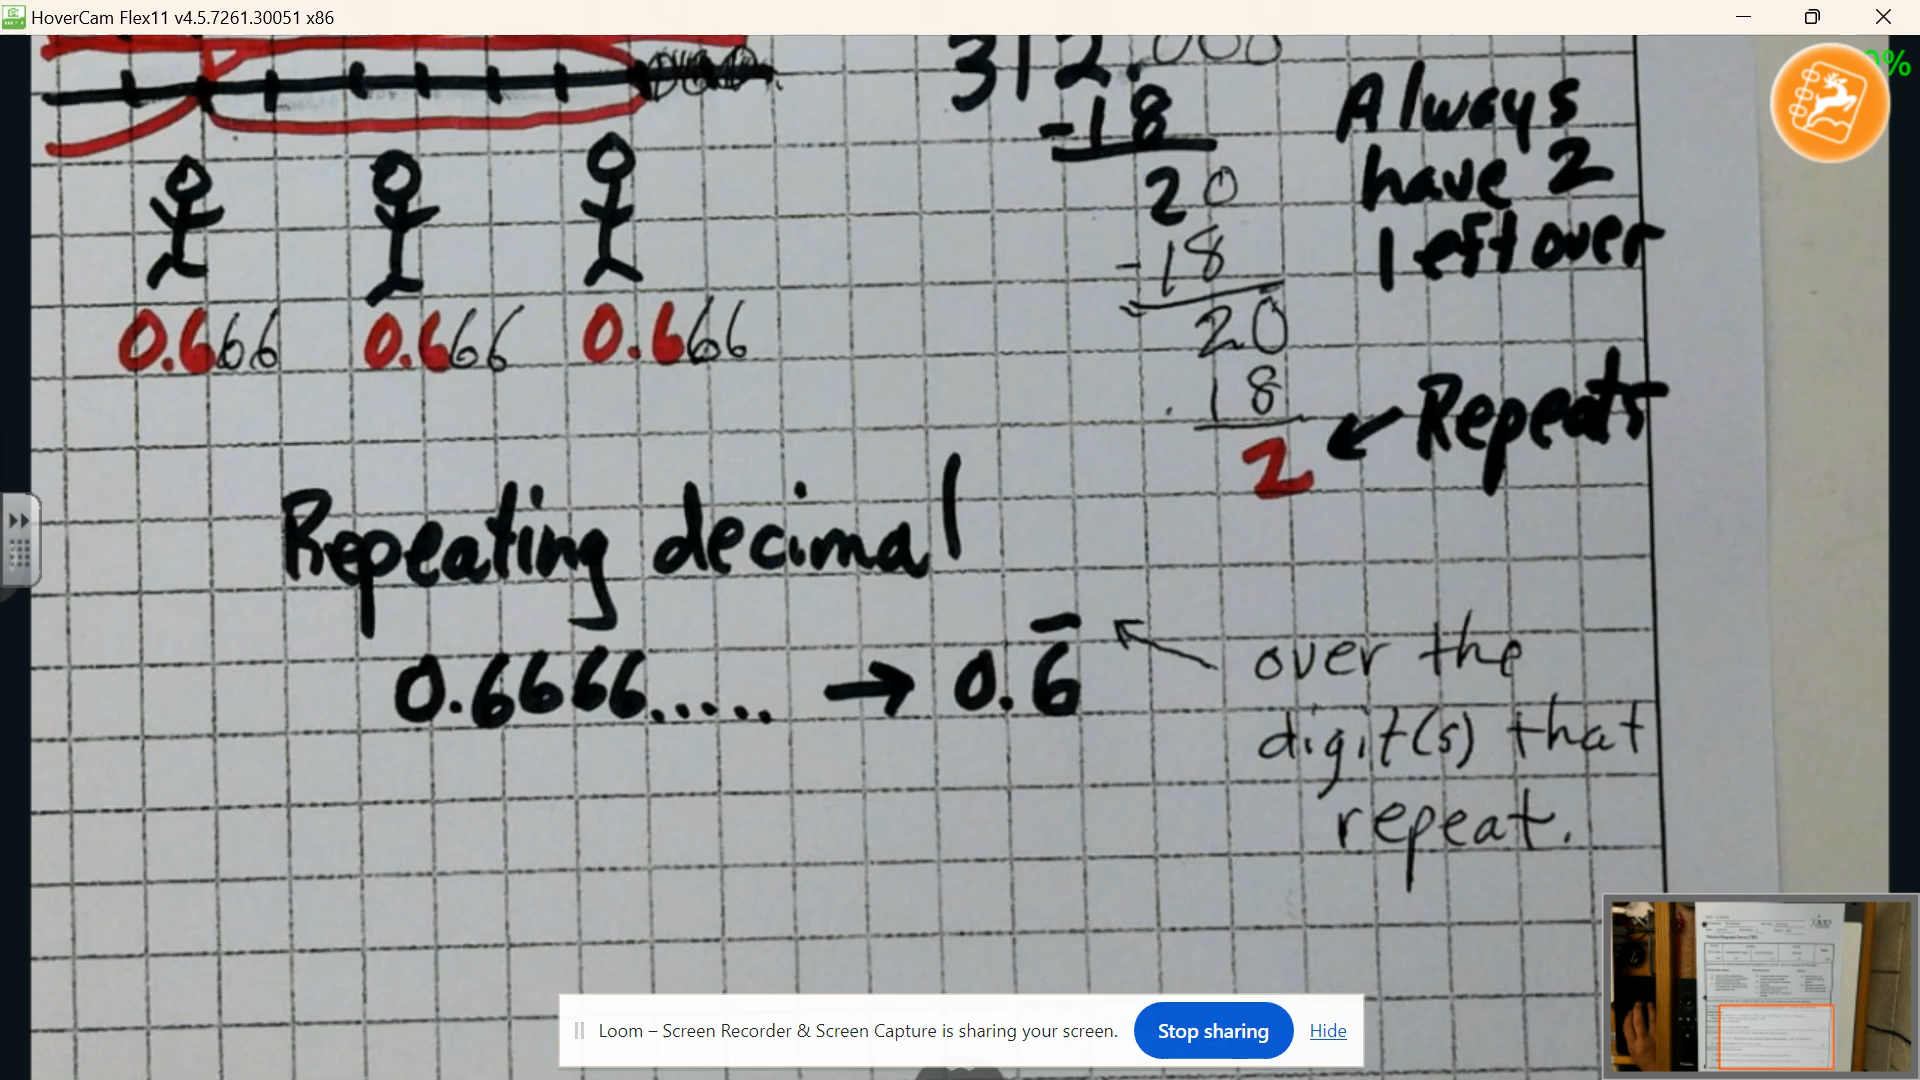 HoverCam Flex11 v4.5.7261.30051 x86
312.000
-18
20
-18
20
18
2
Always
have 2
leftover
← Repeats
0.666 0.666 0.666
Repeating decimal
0.6666..... → 0.6̅
over the
digit(s) that
repeat.
Loom – Screen Recorder & Screen Capture is sharing your screen.
Stop sharing
Hide